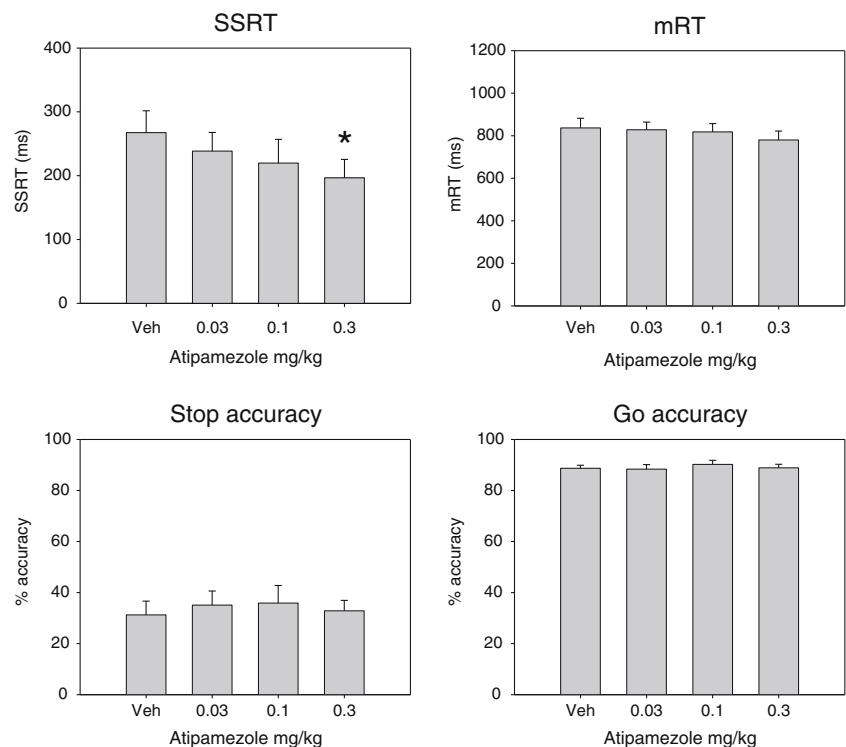 SSRT
400
300
200
100
0
SSRT (ms)
*
Veh 0.03 0.1 0.3
Atipamezole mg/kg
mRT
1200
1000
800
600
400
200
0
mRT (ms)
Veh 0.03 0.1 0.3
Atipamezole mg/kg
Stop accuracy
100
80
60
40
20
0
% accuracy
Veh 0.03 0.1 0.3
Atipamezole mg/kg
Go accuracy
100
80
60
40
20
0
% accuracy
Veh 0.03 0.1 0.3
Atipamezole mg/kg